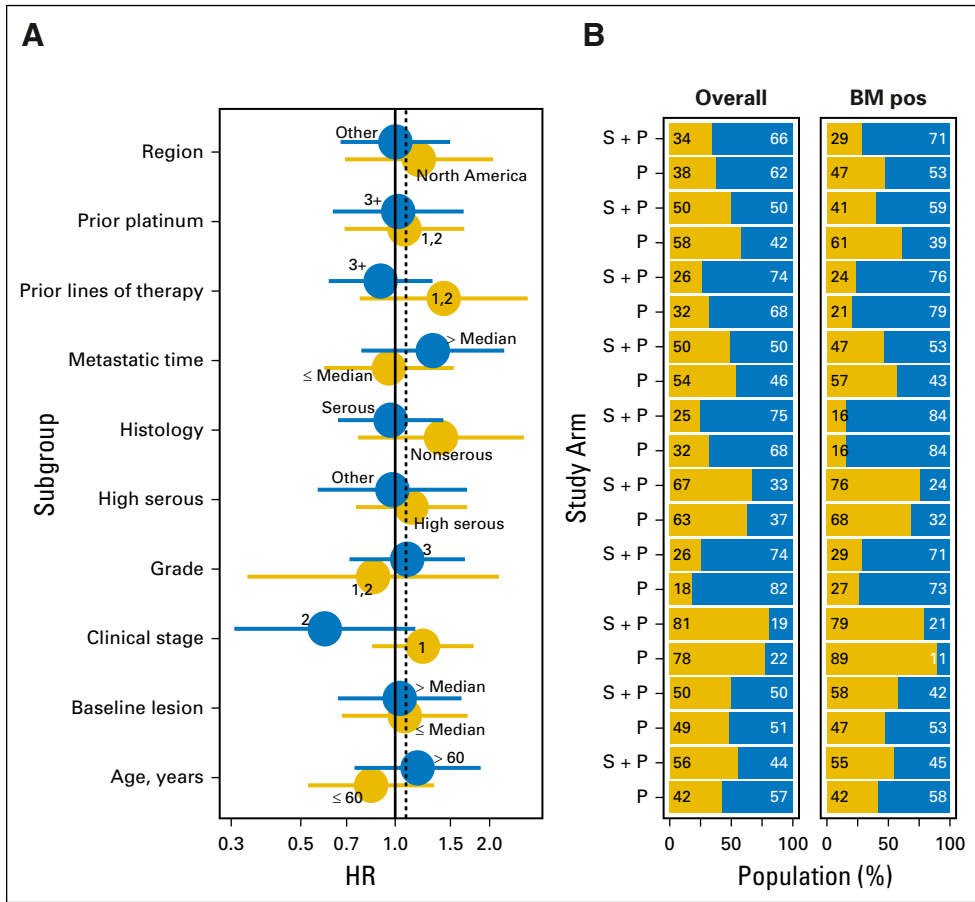 A
B
Overall
BM pos
Subgroup
Region
Other
North America
Prior platinum
3+
1,2
Prior lines of therapy
3+
1,2
Metastatic time
> Median
≤ Median
Histology
Serous
Nonserous
High serous
Other
High serous
Grade
3
1,2
Clinical stage
2
1
Baseline lesion
> Median
≤ Median
Age, years
> 60
≤ 60
0.3 0.7 1.0 1.5 2.0
HR
Study Arm
S + P 34 66 29 71
P 38 62 47 53
S + P 50 50 41 59
P 58 42 61 39
S + P 26 74 24 76
P 32 68 21 79
S + P 50 50 47 53
P 54 46 57 43
S + P 25 75 16 84
P 32 68 16 84
S + P 67 33 76 24
P 63 37 68 32
S + P 26 74 29 71
P 18 82 27 73
S + P 81 19 79 21
P 78 22 89 11
S + P 50 50 58 42
P 49 51 47 53
S + P 56 44 55 45
P 42 57 42 58
0 50 100 0 50 100
Population (%)